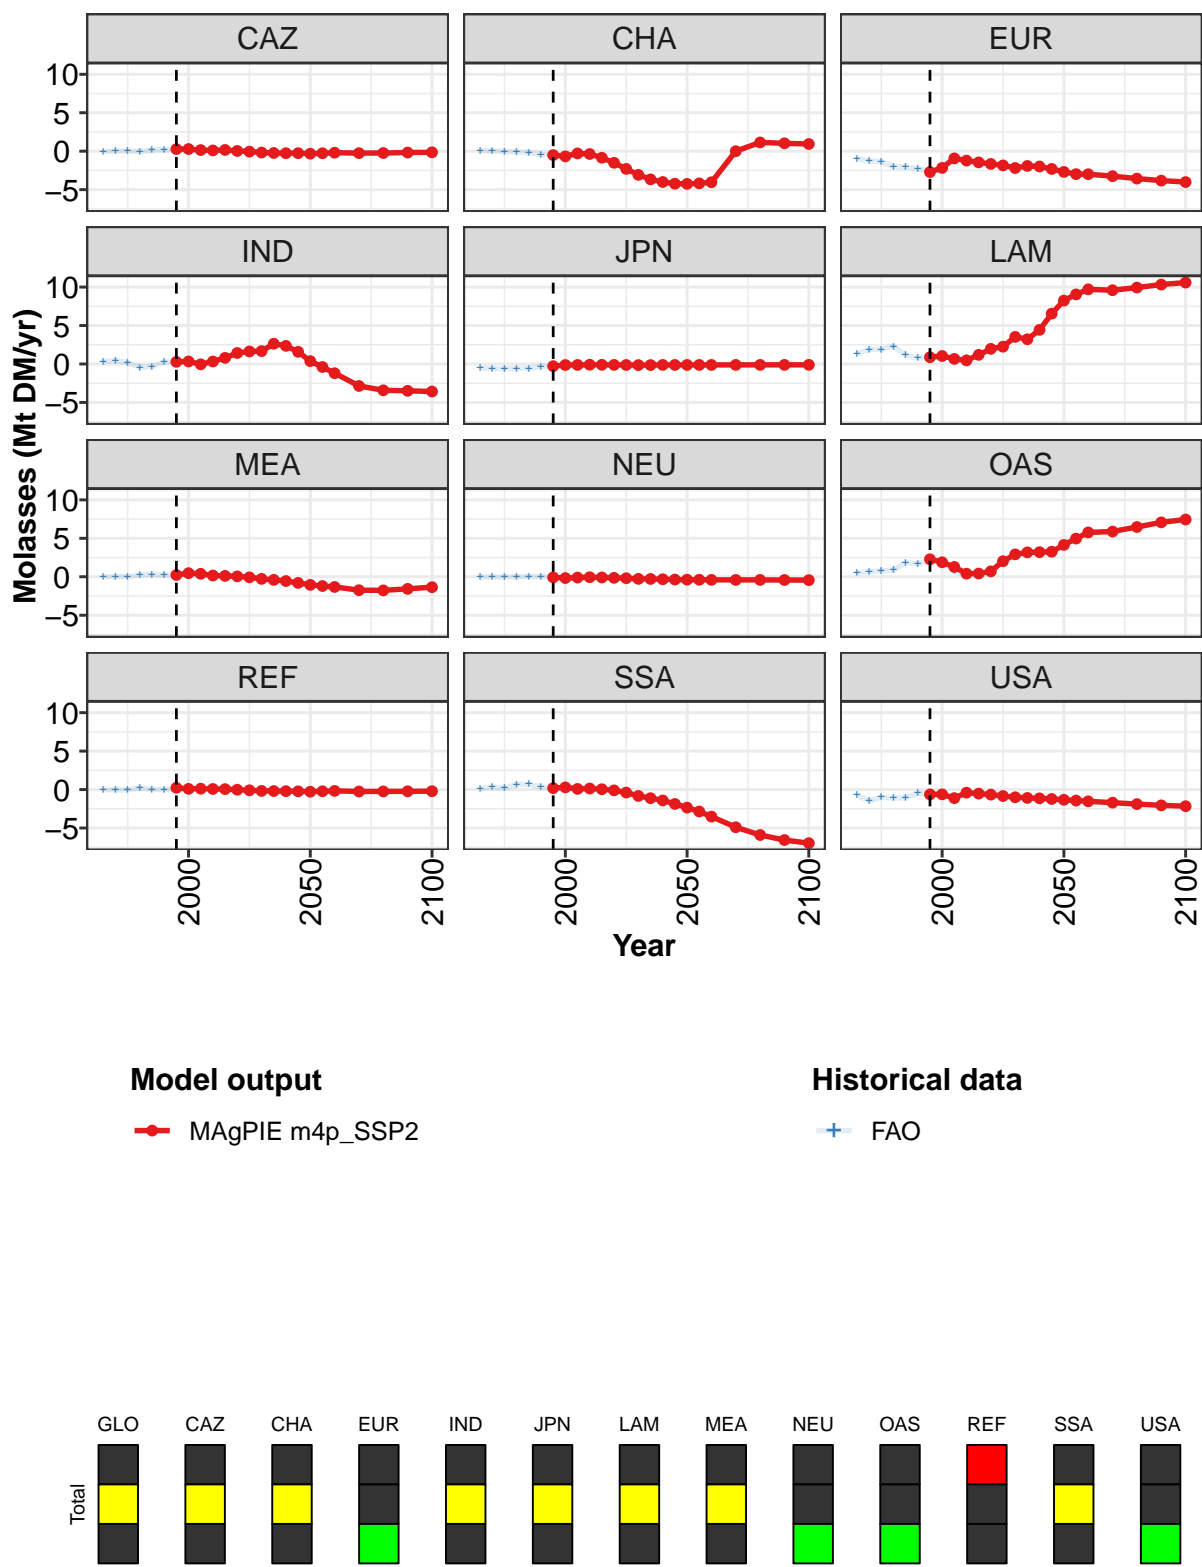 CAZ CHA EUR
10
5
0
−5
IND JPN LAM
10
5
0
−5
MEA NEU OAS
10
5
0
−5
REF SSA USA
10
5
0
−5
2000 2050 2100 2000 2050 2100 2000 2050 2100
Molasses (Mt DM/yr)
Year
Model output Historical data
MAgPIE m4p_SSP2 FAO
GLO CAZ CHA EUR IND JPN LAM MEA NEU OAS REF SSA USA
Total